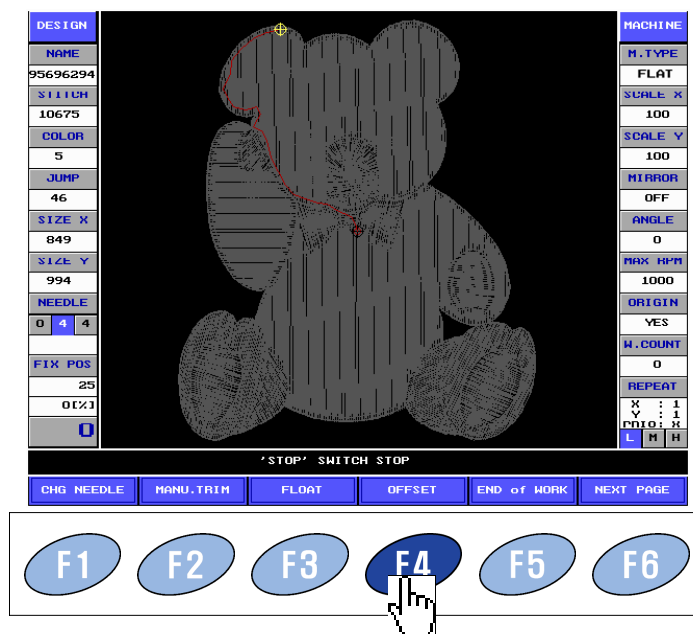 DESIGN
NAME
95696294
STITCH
10675
COLOR
5
JUMP
46
SIZE X
849
SIZE Y
994
NEEDLE
0 4 4
FIX POS
25
0[%]
0
MACHINE
M.TYPE
FLAT
SCALE X
100
SCALE Y
100
MIRROR
OFF
ANGLE
0
MAX RPM
1000
ORIGIN
YES
W.COUNT
0
REPEAT
X : 1
Y : 1
PRIO: X
L M H
'STOP' SWITCH STOP
CHG NEEDLE MANU.TRIM FLOAT OFFSET END of WORK NEXT PAGE
F1 F2 F3 F4 F5 F6